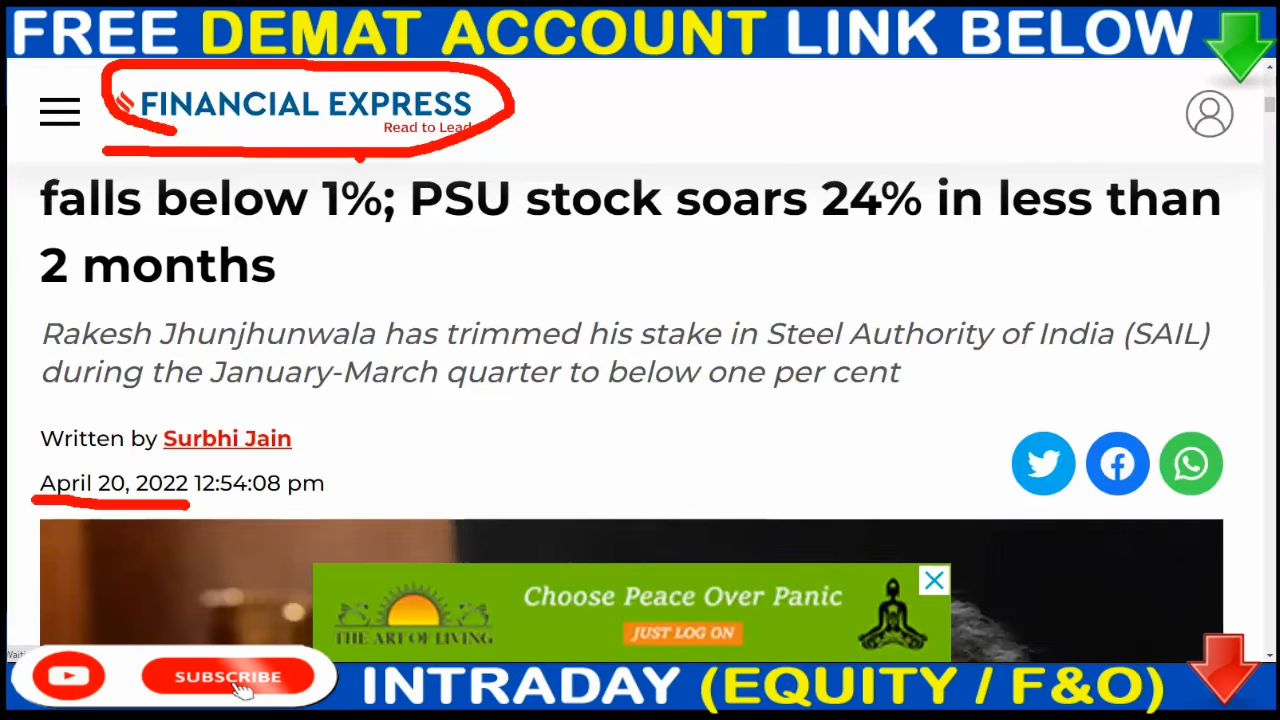 FREE DEMAT ACCOUNT LINK BELOW
FINANCIAL EXPRESS
Read to Lead
falls below 1%; PSU stock soars 24% in less than
2 months
Rakesh Jhunjhunwala has trimmed his stake in Steel Authority of India (SAIL)
during the January-March quarter to below one per cent
Written by Surbhi Jain
April 20, 2022 12:54:08 pm
Choose Peace Over Panic
THE ART OF LIVING
JUST LOG ON
Waiti
SUBSCRIBE
INTRADAY (EQUITY / F&O)